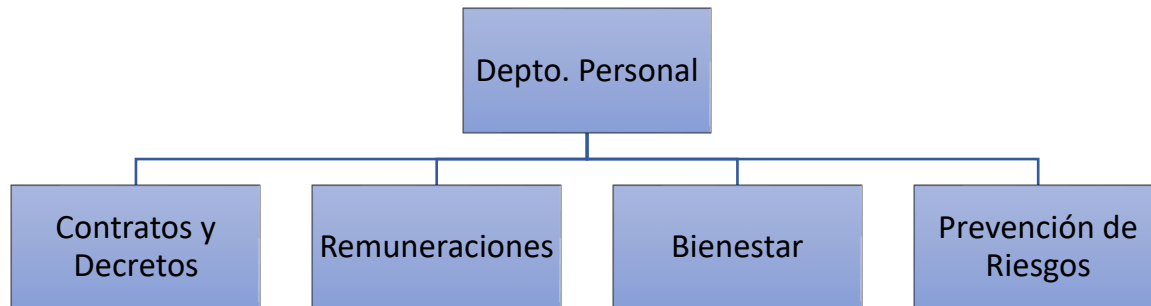 Depto. Personal
Contratos y
Decretos
Remuneraciones
Bienestar
Prevención de
Riesgos